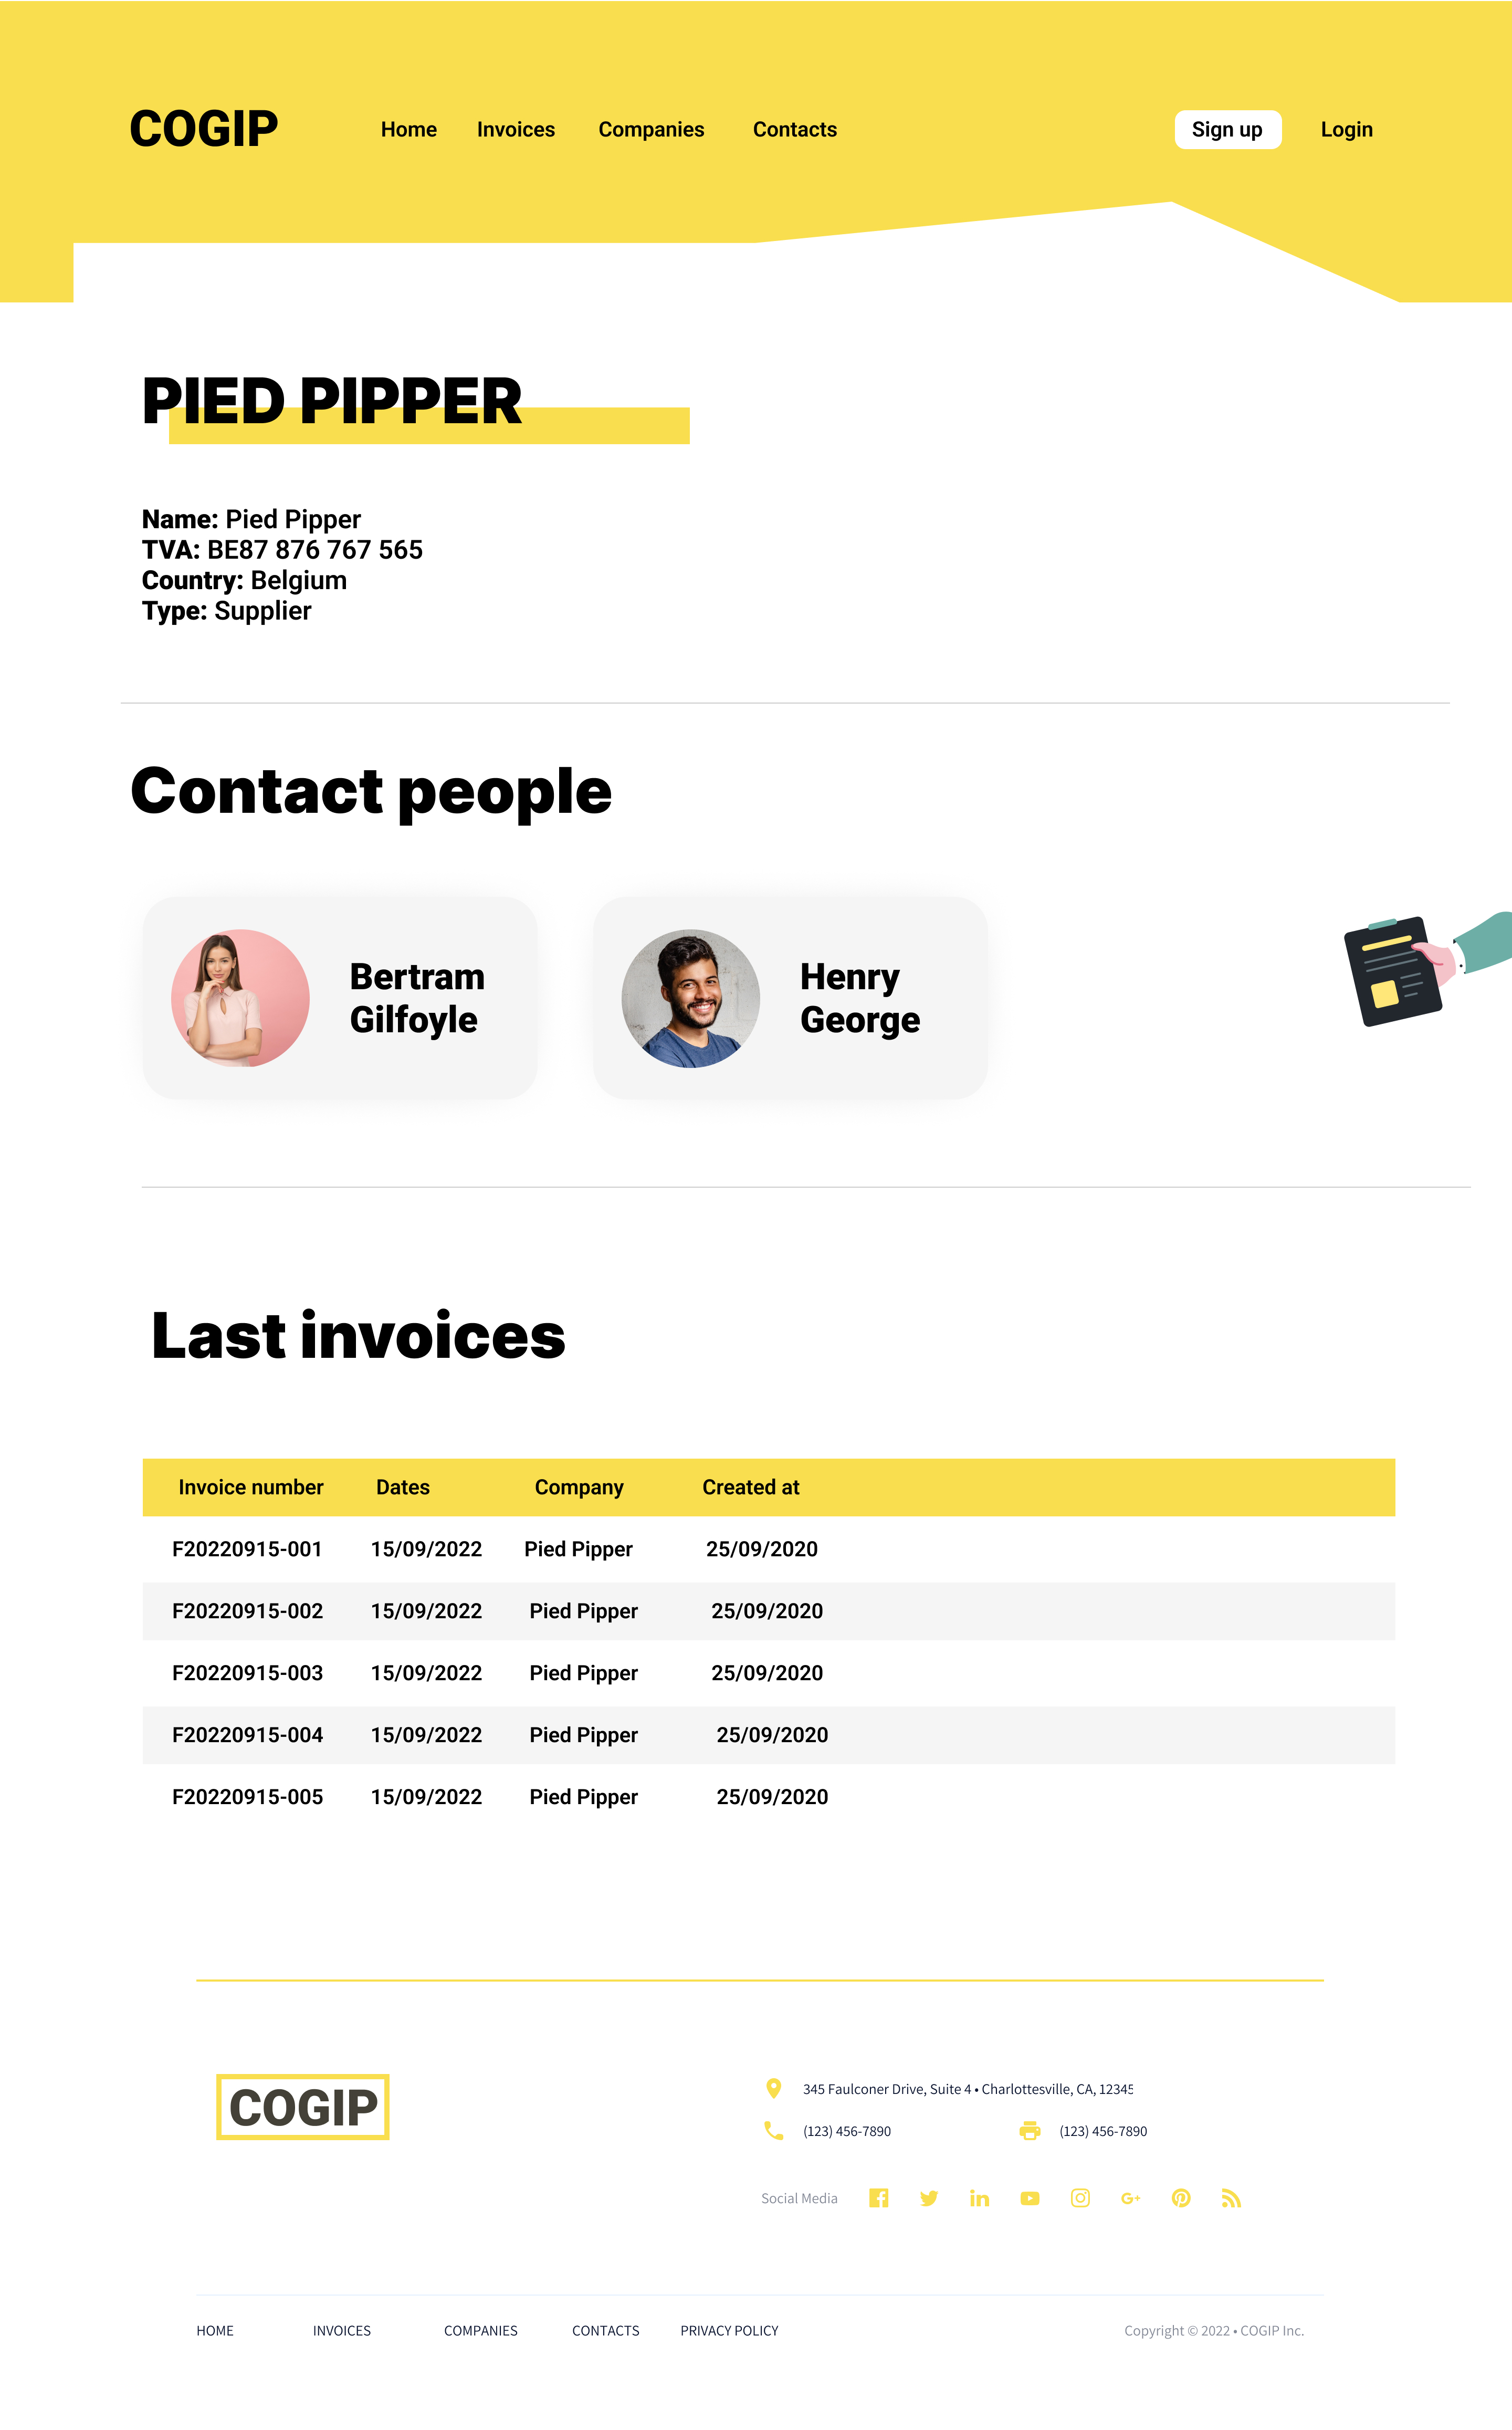 COGIP
Home Invoices Companies Contacts Sign up Login
PIED PIPPER
Name: Pied Pipper
TVA: BE87 876 767 565
Country: Belgium
Type: Supplier
Contact people
Bertram
Gilfoyle
Henry
George
Last invoices
Invoice number Dates Company Created at
F20220915-001 15/09/2022 Pied Pipper 25/09/2020
F20220915-002 15/09/2022 Pied Pipper 25/09/2020
F20220915-003 15/09/2022 Pied Pipper 25/09/2020
F20220915-004 15/09/2022 Pied Pipper 25/09/2020
F20220915-005 15/09/2022 Pied Pipper 25/09/2020
COGIP
345 Faulconer Drive, Suite 4 • Charlottesville, CA, 12345
(123) 456-7890 (123) 456-7890
Social Media
HOME INVOICES COMPANIES CONTACTS PRIVACY POLICY Copyright © 2022 • COGIP Inc.